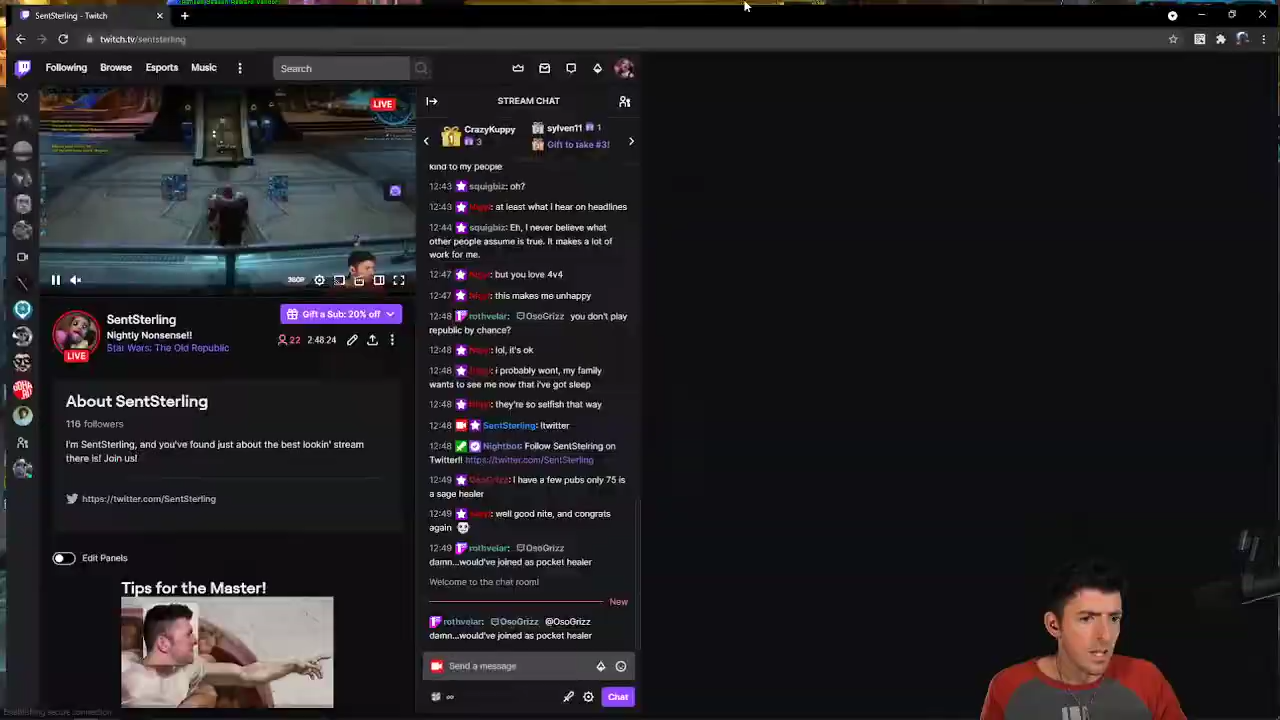 SentSterling - Twitch
twitch.tv/sentsterling
Following Browse Esports Music
Search
LIVE
360P
STREAM CHAT
CrazyKuppy
3
sylven11 1
Gift to take #3!
kind to my people
12:43 squigbiz: oh?
12:43 at least what I hear on headlines
12:44 squigbiz: Eh, I never believe what
other people assume is true. It makes a lot of
work for me.
12:47 but you love 4v4
12:47 this makes me unhappy
12:48 rothvelar: OsoGrizz you don't play
republic by chance?
12:48 lol, it's ok
12:48 i probably wont, my family
wants to see me now that i've got sleep
12:48 they're so selfish that way
12:48 SentSterling: !twitter
12:48 Nightbot: Follow SentStelring on
Twitter!! https://twitter.com/SentSterling
12:49 OsoGrizz: I have a few pubs only 75 is
a sage healer
12:49 well good nite, and congrats
again
12:49 rothvelar: OsoGrizz
damn...would've joined as pocket healer
Welcome to the chat room!
New
rothvelar: OsoGrizz @OsoGrizz
damn...would've joined as pocket healer
Send a message
Chat
SentSterling
Nightly Nonsense!!
Star Wars: The Old Republic
LIVE
Gift a Sub: 20% off
22 2:48:24
About SentSterling
116 followers
I'm SentSterling, and you've found just about the best lookin' stream
there is! Join us!
https://twitter.com/SentSterling
Edit Panels
Tips for the Master!